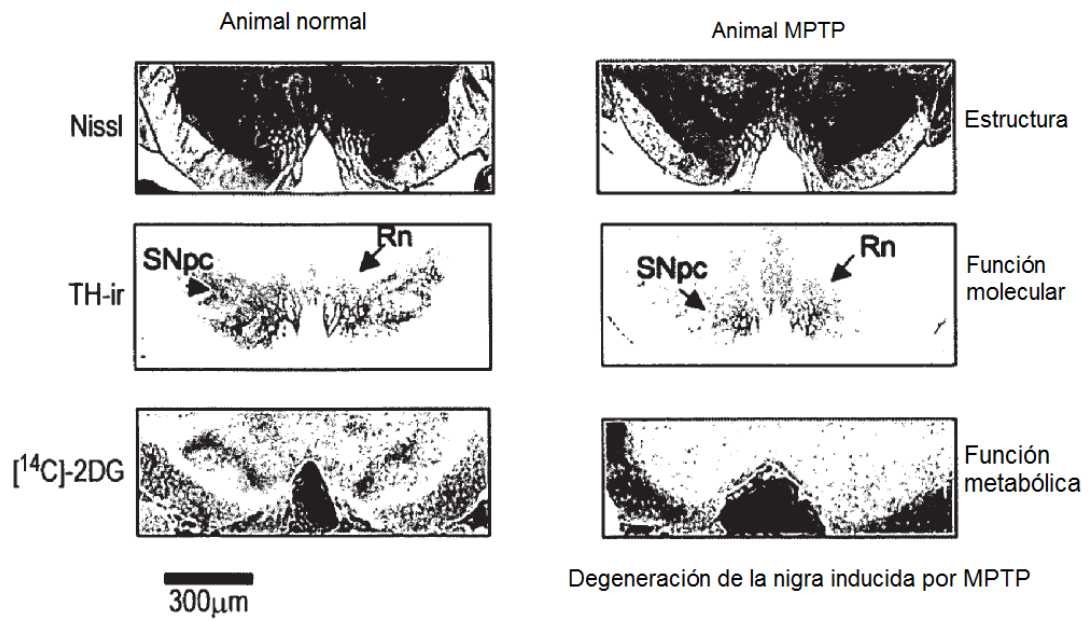 Animal normal
Animal MPTP
Nissl
Estructura
SNpc
Rn
TH-ir
SNpc
Rn
Función
molecular
[¹⁴C]-2DG
Función
metabólica
300µm
Degeneración de la nigra inducida por MPTP